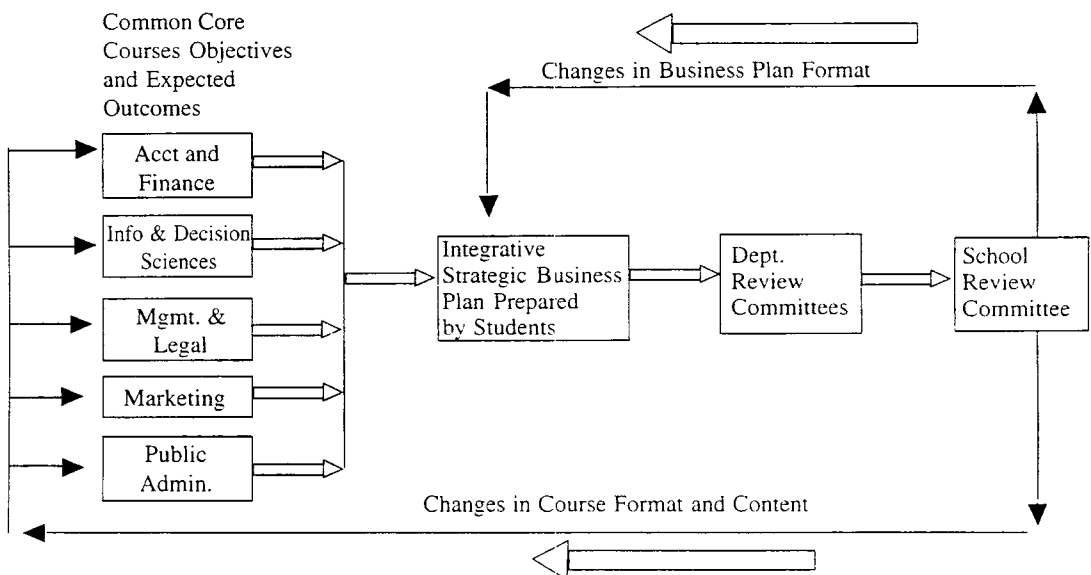 Common Core
Courses Objectives
and Expected
Outcomes
Changes in Business Plan Format
Acct and
Finance
Info & Decision
Sciences
Mgmt. &
Legal
Marketing
Public
Admin.
Integrative
Strategic Business
Plan Prepared
by Students
Dept.
Review
Committees
School
Review
Committee
Changes in Course Format and Content